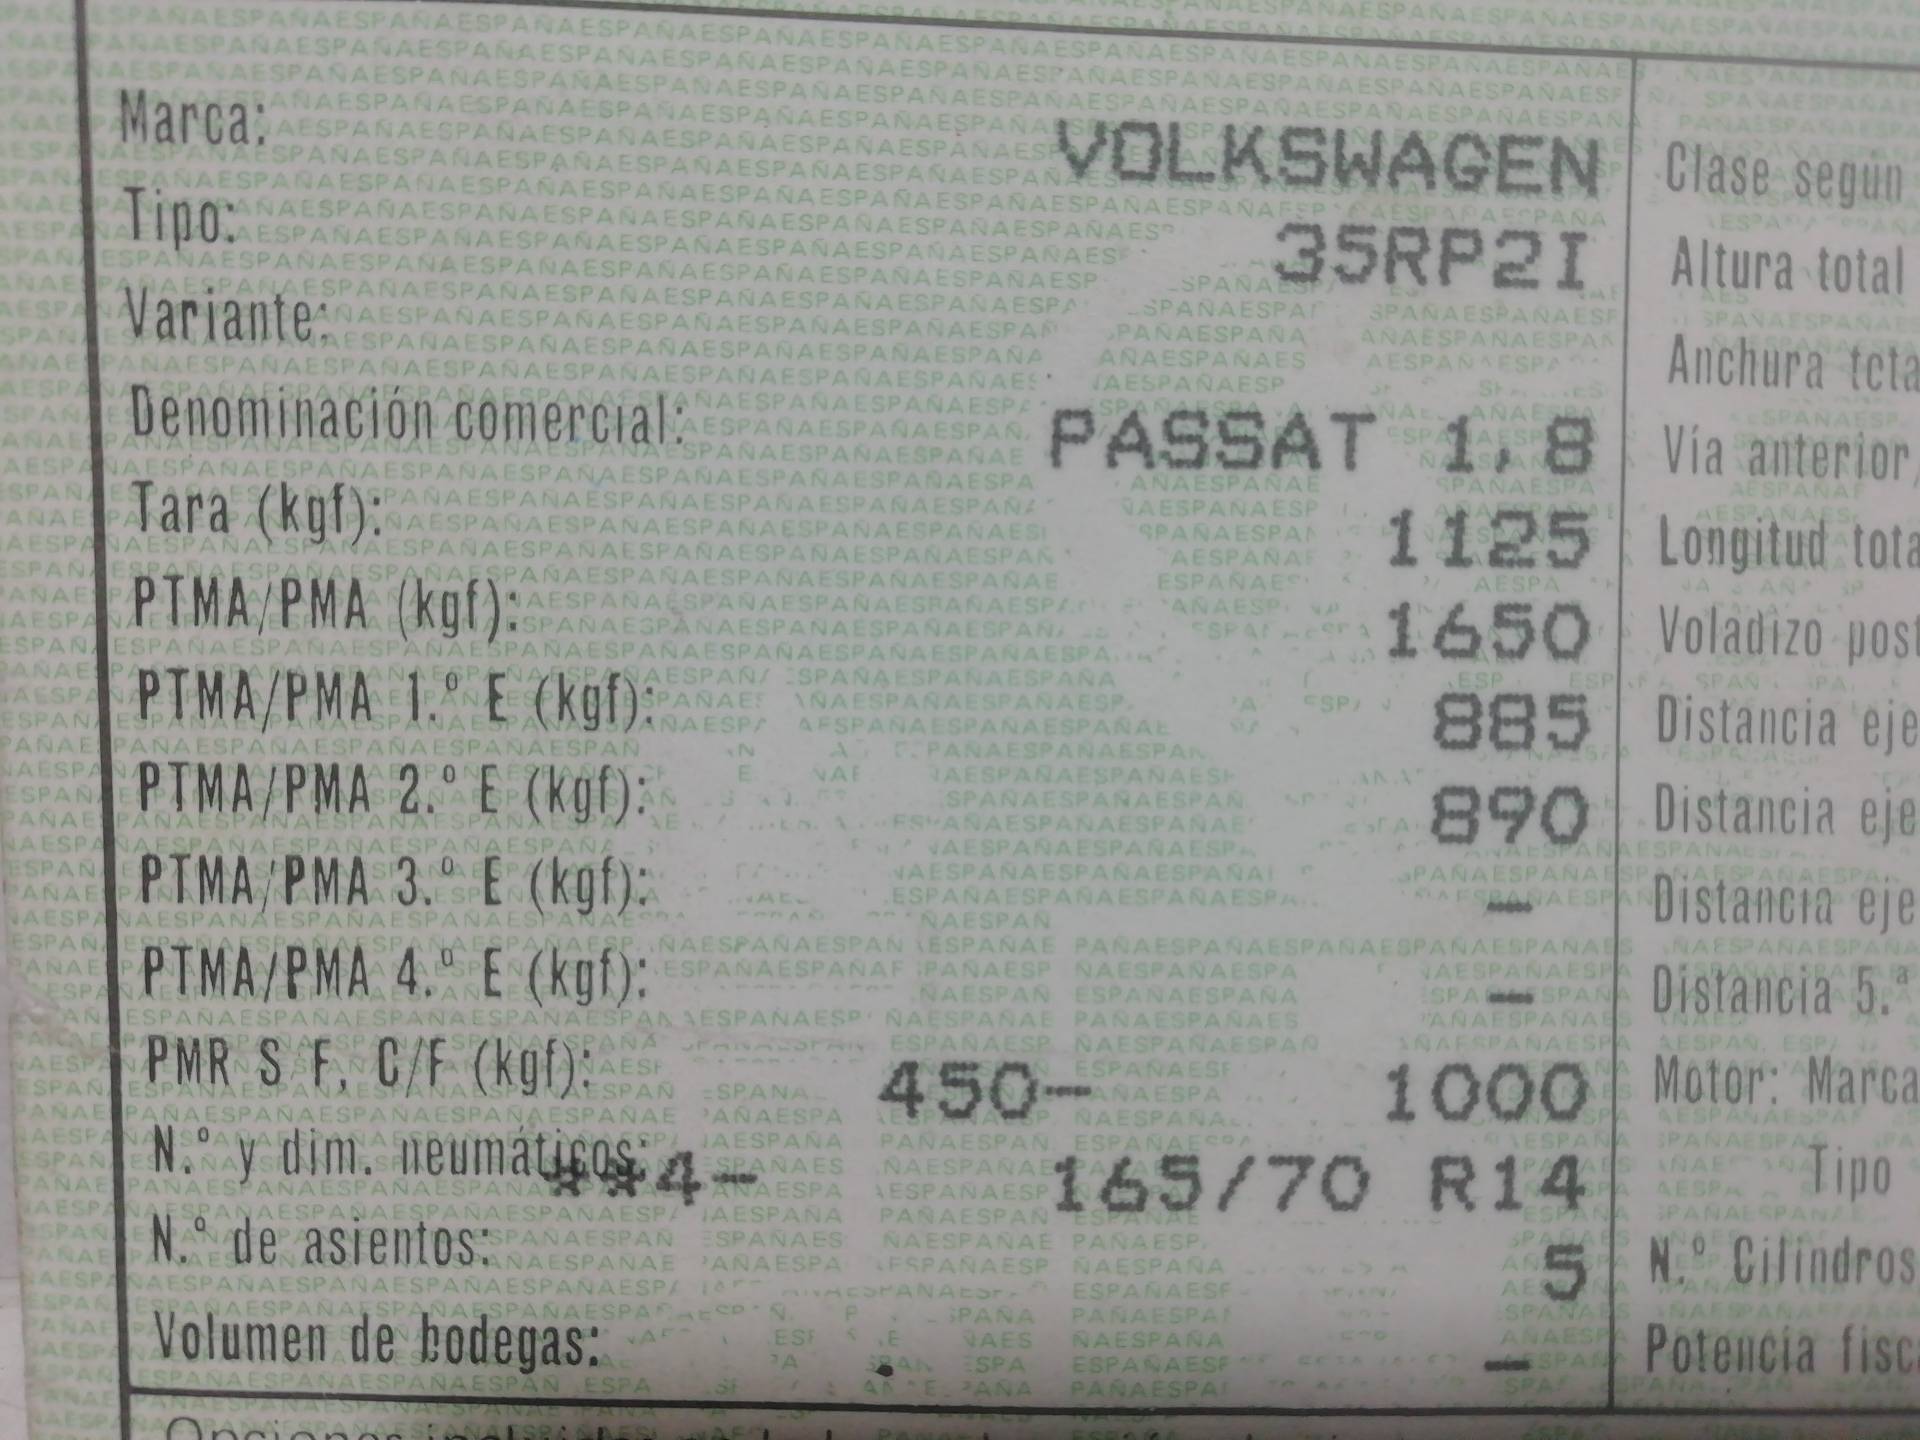 Marca: VOLKSWAGEN
Tipo: 35RP2I
Variante:
Denominación comercial: PASSAT 1,8
Tara (kgf): 1125
PTMA/PMA (kgf): 1650
PTMA/PMA 1.º E (kgf): 885
PTMA/PMA 2.º E (kgf): 890
PTMA/PMA 3.º E (kgf): –
PTMA/PMA 4.º E (kgf): –
PMR S/F, C/F (kgf): 450– 1000
N.º y dim. neumáticos: **4– 165/70 R14
N.º de asientos: 5
Volumen de bodegas: –
Clase según
Altura total
Anchura
Vía anterior
Longitud
Voladizo
Distancia eje
Distancia eje
Distancia eje
Distancia 5.ª
Motor: Marca
Tipo
N.º Cilindros
Potencia